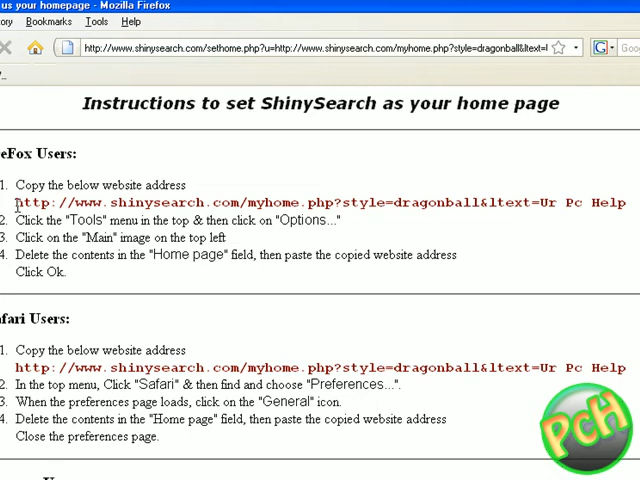 us your homepage - Mozilla Firefox
ory Bookmarks Tools Help
http://www.shinysearch.com/sethome.php?u=http://www.shinysearch.com/myhome.php?style=dragonball&ltext=
G Goo
Instructions to set ShinySearch as your home page
eFox Users:
1. Copy the below website address
http://www.shinysearch.com/myhome.php?style=dragonball&ltext=Ur Pc Help
2. Click the "Tools" menu in the top & then click on "Options..."
3. Click on the "Main" image on the top left
4. Delete the contents in the "Home page" field, then paste the copied website address
Click Ok.
afari Users:
1. Copy the below website address
http://www.shinysearch.com/myhome.php?style=dragonball&ltext=Ur Pc Help
2. In the top menu, Click "Safari" & then find and choose "Preferences...".
3. When the preferences page loads, click on the "General" icon.
4. Delete the contents in the "Home page" field, then paste the copied website address
Close the preferences page.
PcH